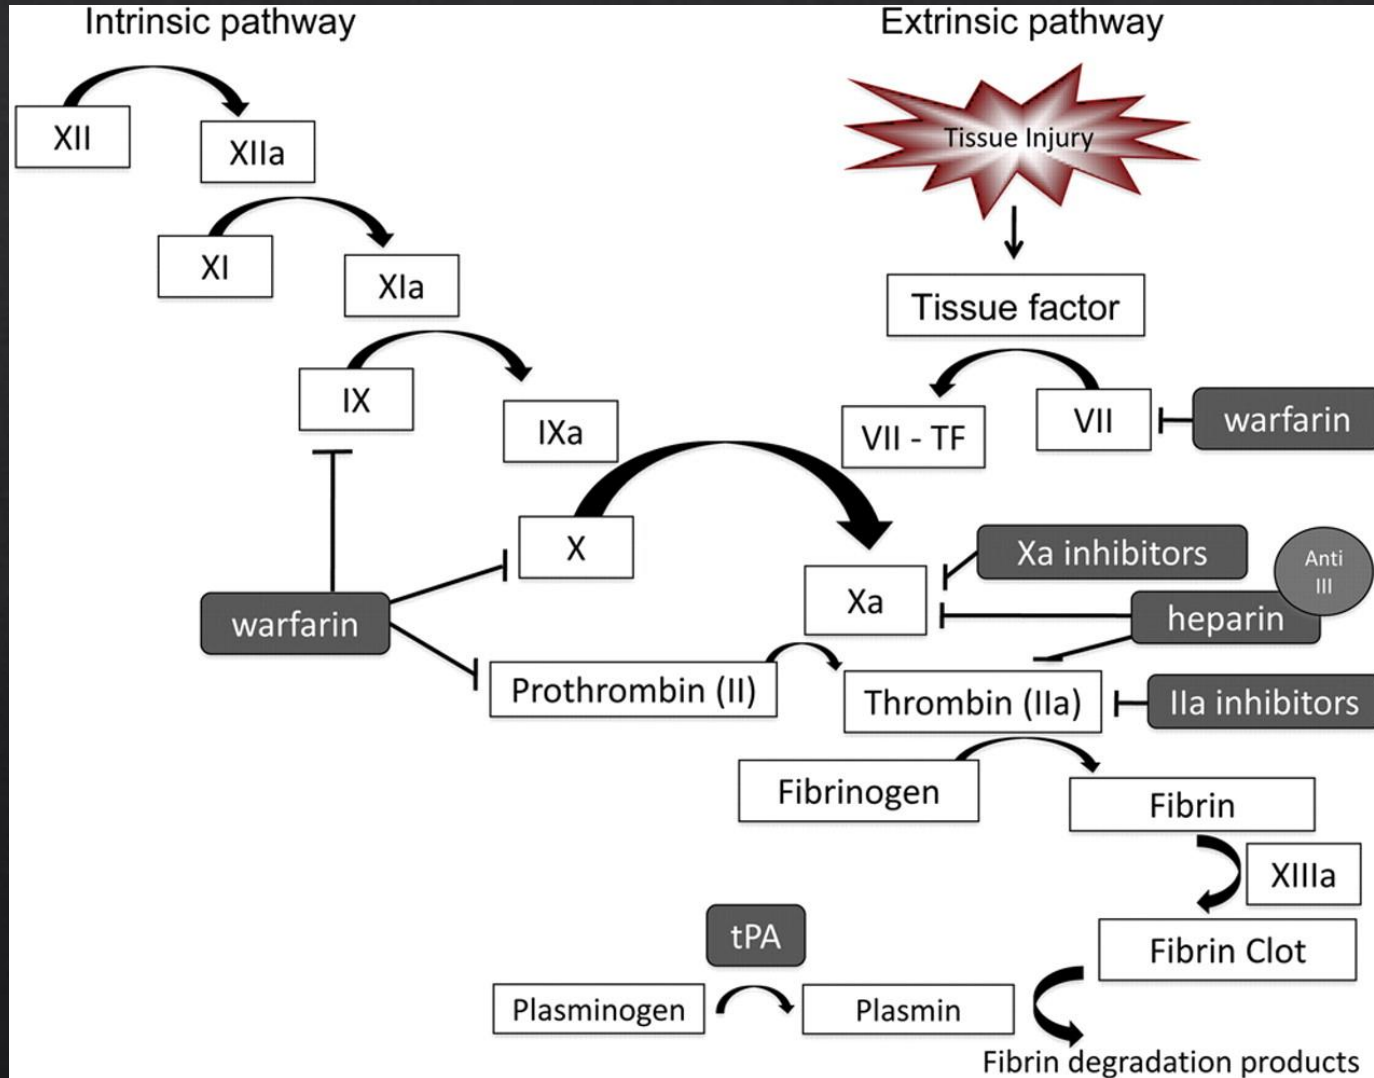 Intrinsic pathway
Extrinsic pathway
XII
XIIa
Tissue Injury
XI
XIa
Tissue factor
IX
IXa
VII - TF
VII
warfarin
X
Xa inhibitors
Anti
III
Xa
heparin
warfarin
Prothrombin (II)
Thrombin (IIa)
IIa inhibitors
Fibrinogen
Fibrin
XIIIa
tPA
Fibrin Clot
Plasminogen
Plasmin
Fibrin degradation products